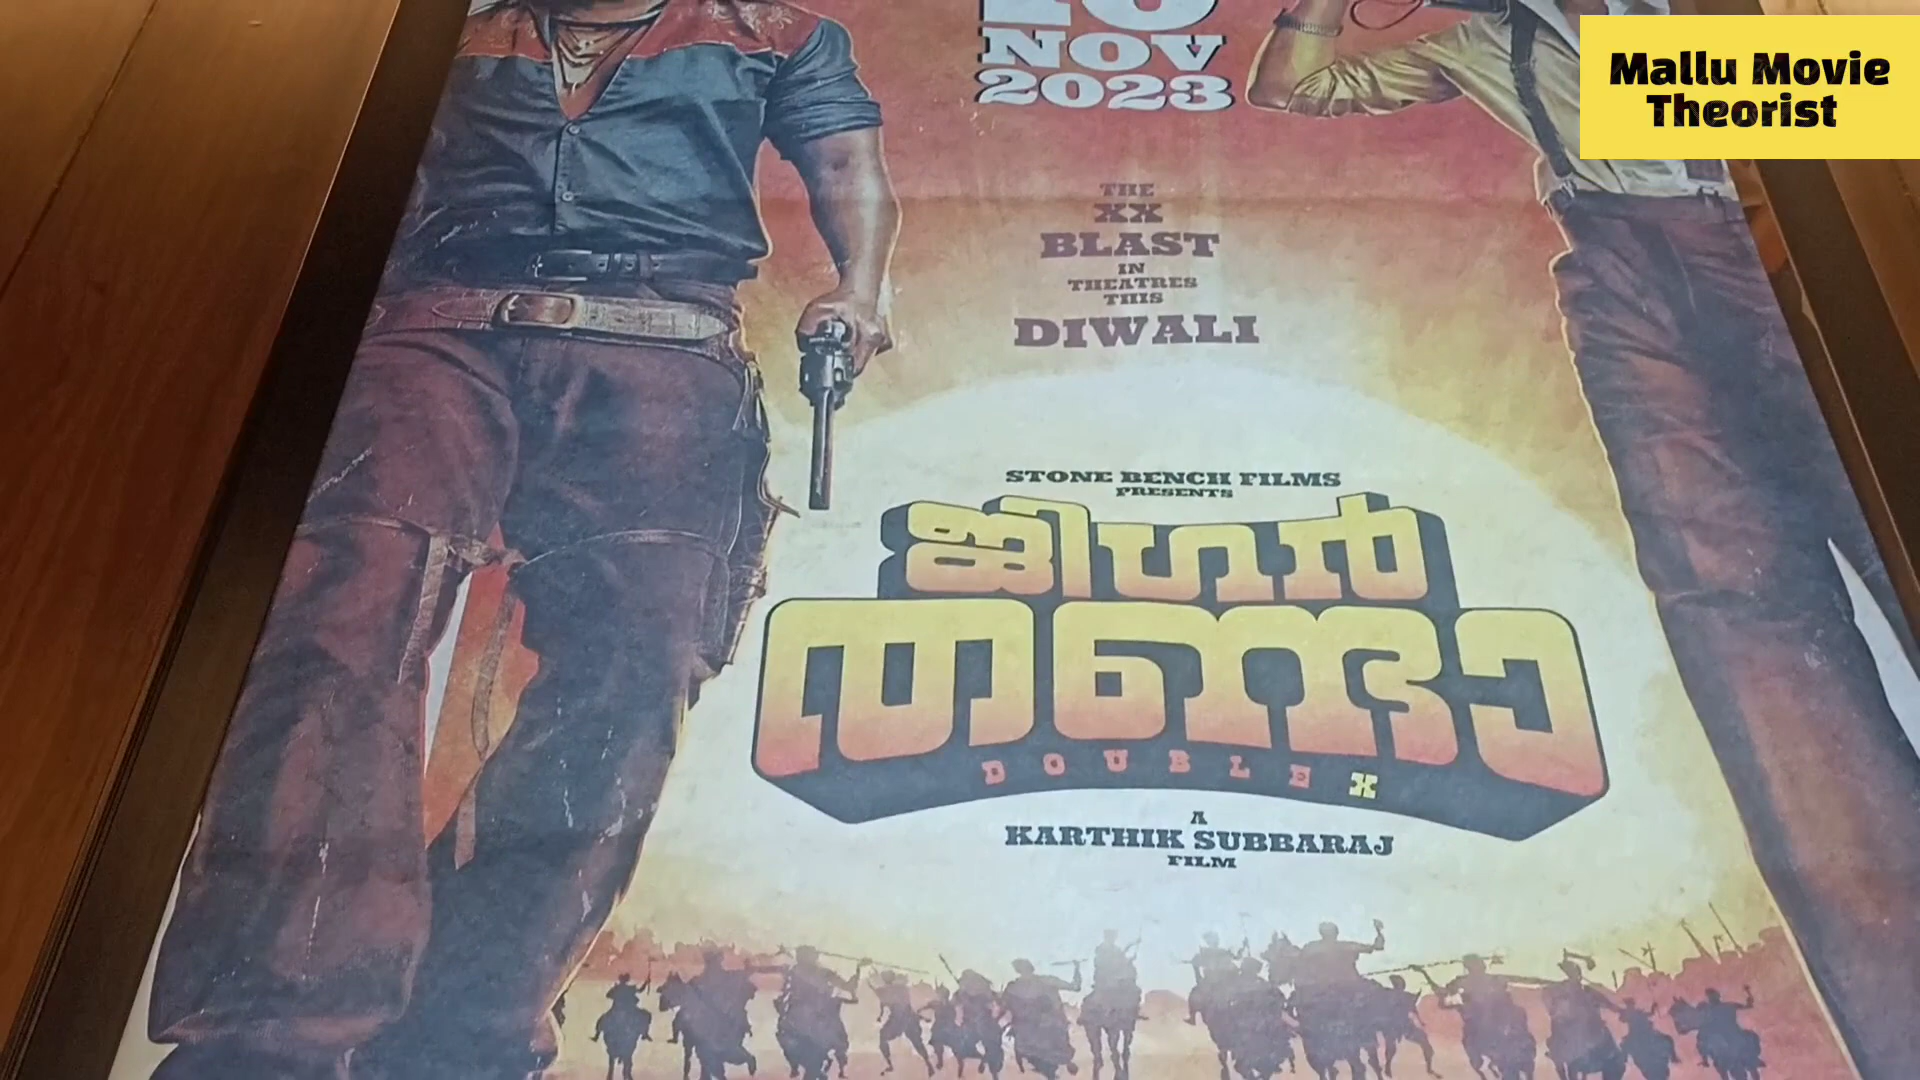 10
NOV
2023
Mallu Movie
Theorist
THE
XX
BLAST
IN
THEATRES
THIS
DIWALI
STONE BENCH FILMS
PRESENTS
ജിഗർ
തണ്ടാ
DOUBLE X
A
KARTHIK SUBBARAJ
FILM